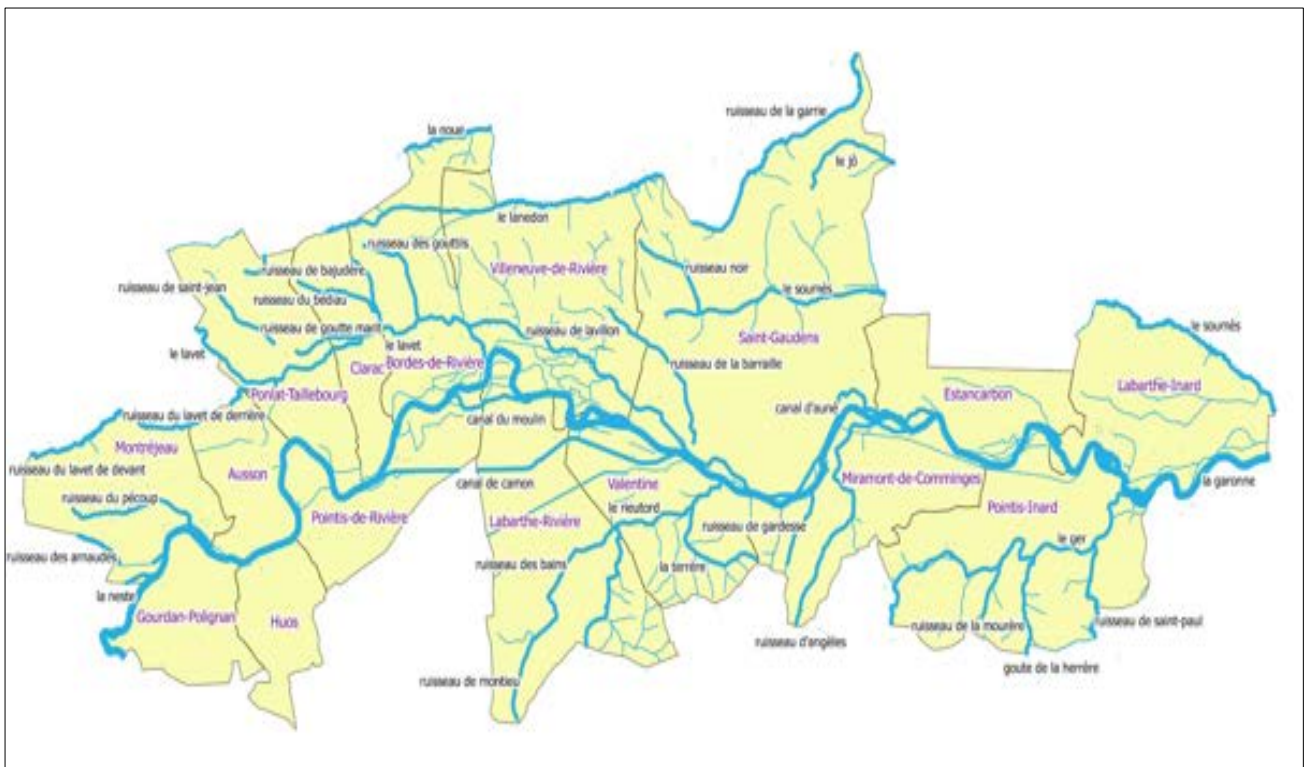 ruisseau de la garrie
la noue
le jô
le lanedon
ruisseau des gouttis
ruisseau de bajudère
Villeneuve-de-Rivière
ruisseau noir
ruisseau de saint-jean
ruisseau du bédiau
le sournès
ruisseau de goutte marit
ruisseau de lavillon
Saint-Gaudens
le sournès
le lavet
le lavet
Clarac
Bordes-de-Rivière
ruisseau de la barraille
Labarthe-Inard
Ponlat-Taillebourg
Estancarbon
ruisseau du lavet de derrière
canal du moulin
canal d'auné
Montréjeau
ruisseau du lavet de devant
Ausson
canal de camon
Valentine
Miramont-de-Comminges
la garonne
ruisseau du pécoup
Pointis-de-Rivière
Labarthe-Rivière
le rieutord
Pointis-Inard
ruisseau de gardesse
le ger
ruisseau des arnaudés
ruisseau des bains
la serrère
la neste
Gourdan-Polignan
Huos
ruisseau de la mourère
ruisseau de saint-paul
ruisseau d'angèles
goute de la herrère
ruisseau de montieu